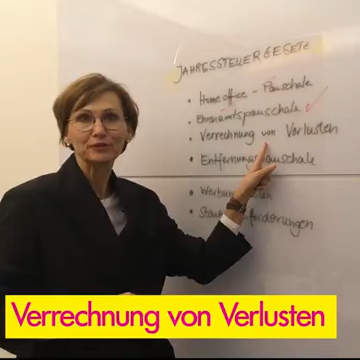 JAHRESSTEUERGESETZ
• Homeoffice - Pauschale
• Ehrenamtspauschale ✓
• Verrechnung von Verlusten
• Entfernungspauschale
Verrechnung von Verlusten